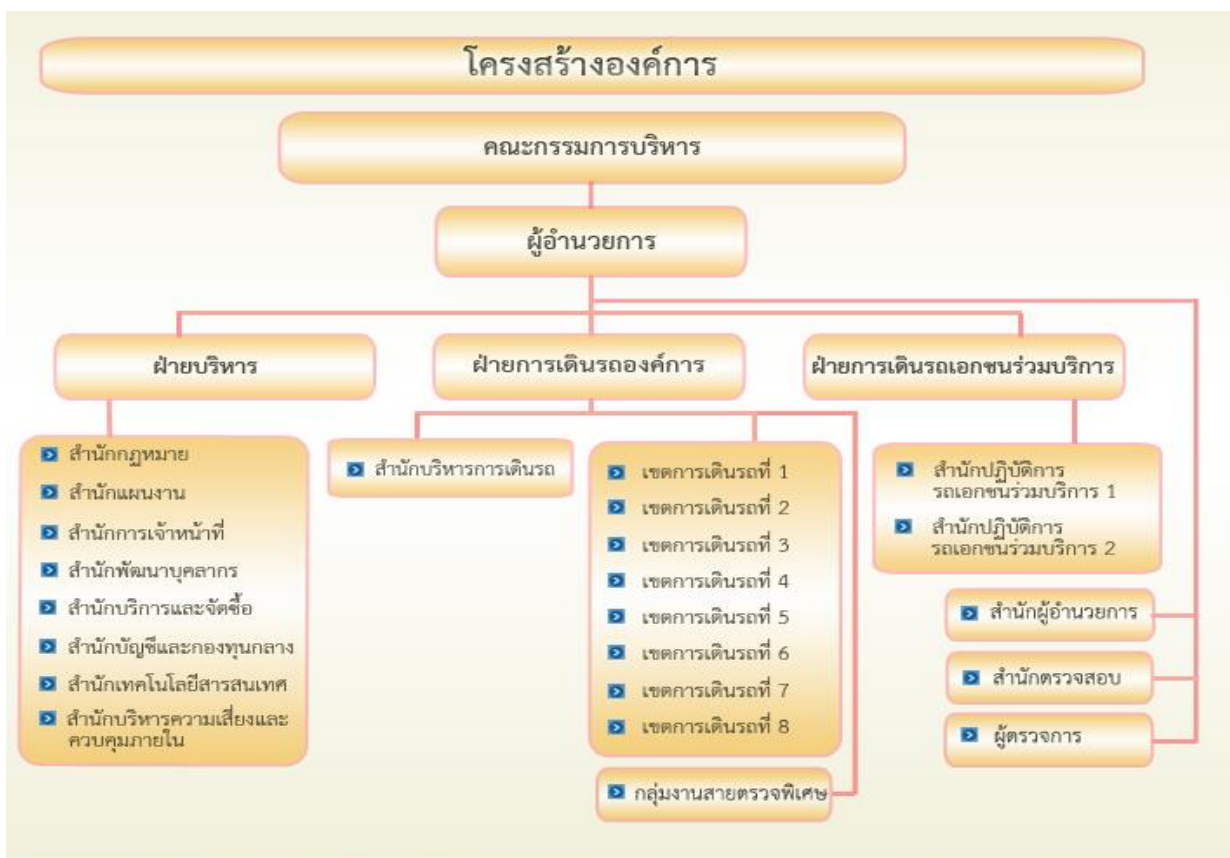 โครงสร้างองค์การ
คณะกรรมการบริหาร
ผู้อำนวยการ
ฝ่ายบริหาร
ฝ่ายการเดินรถองค์การ
ฝ่ายการเดินรถเอกชนร่วมบริการ
สำนักกฎหมาย
สำนักแผนงาน
สำนักการเจ้าหน้าที่
สำนักพัฒนาบุคลากร
สำนักบริการและจัดซื้อ
สำนักบัญชีและกองทุนกลาง
สำนักเทคโนโลยีสารสนเทศ
สำนักบริหารความเสี่ยงและ
ควบคุมภายใน
สำนักบริหารการเดินรถ
เขตการเดินรถที่ 1
เขตการเดินรถที่ 2
เขตการเดินรถที่ 3
เขตการเดินรถที่ 4
เขตการเดินรถที่ 5
เขตการเดินรถที่ 6
เขตการเดินรถที่ 7
เขตการเดินรถที่ 8
กลุ่มงานสายตรวจพิเศษ
สำนักปฏิบัติการ
รถเอกชนร่วมบริการ 1
สำนักปฏิบัติการ
รถเอกชนร่วมบริการ 2
สำนักผู้อำนวยการ
สำนักตรวจสอบ
ผู้ตรวจการ